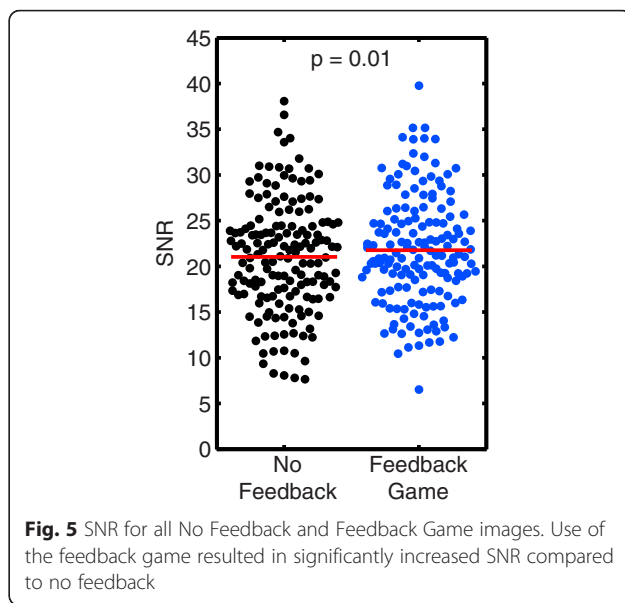 45
40
35
30
25
20
15
10
5
0
SNR
p = 0.01
No Feedback
Feedback Game
Fig. 5 SNR for all No Feedback and Feedback Game images. Use of
the feedback game resulted in significantly increased SNR compared
to no feedback